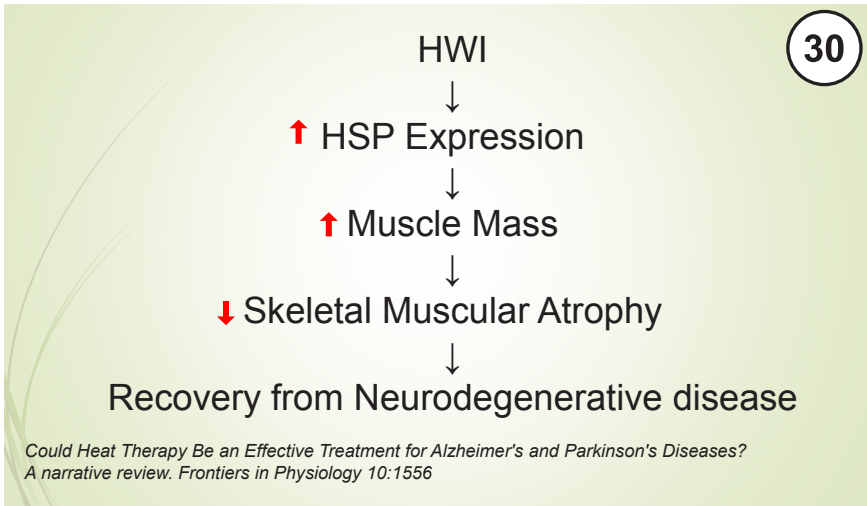 HWI
30
↓
↑ HSP Expression
↓
↑ Muscle Mass
↓
↓ Skeletal Muscular Atrophy
↓
Recovery from Neurodegenerative disease
Could Heat Therapy Be an Effective Treatment for Alzheimer's and Parkinson's Diseases?
A narrative review. Frontiers in Physiology 10:1556